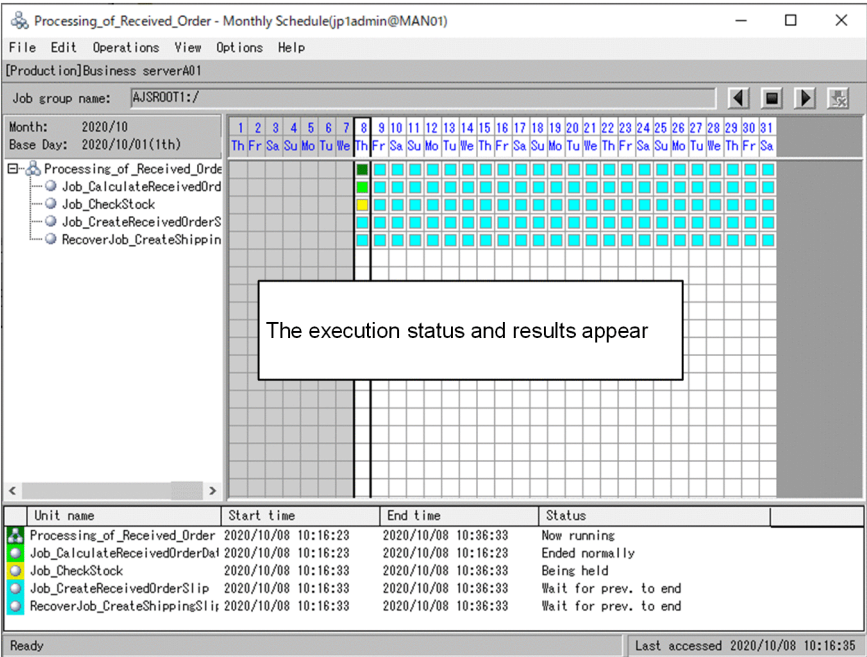 Processing_of_Received_Order - Monthly Schedule(jp1admin@MAN01)
File Edit Operations View Options Help
[Production]Business serverA01
Job group name: AJSROOT1:/
Month: 2020/10
Base Day: 2020/10/01(1th)
1 2 3 4 5 6 7 8 9 10 11 12 13 14 15 16 17 18 19 20 21 22 23 24 25 26 27 28 29 30 31
Th Fr Sa Su Mo Tu We Th Fr Sa Su Mo Tu We Th Fr Sa Su Mo Tu We Th Fr Sa Su Mo Tu We Th Fr Sa
Processing_of_Received_Orde
Job_CalculateReceivedOrd
Job_CheckStock
Job_CreateReceivedOrderS
RecoverJob_CreateShippin
The execution status and results appear
Unit name Start time End time Status
Processing_of_Received_Order 2020/10/08 10:16:23 2020/10/08 10:36:33 Now running
Job_CalculateReceivedOrderDat 2020/10/08 10:16:23 2020/10/08 10:16:23 Ended normally
Job_CheckStock 2020/10/08 10:16:33 2020/10/08 10:36:33 Being held
Job_CreateReceivedOrderSlip 2020/10/08 10:16:33 2020/10/08 10:36:33 Wait for prev. to end
RecoverJob_CreateShippingSlip 2020/10/08 10:16:33 2020/10/08 10:36:33 Wait for prev. to end
Ready Last accessed 2020/10/08 10:16:35